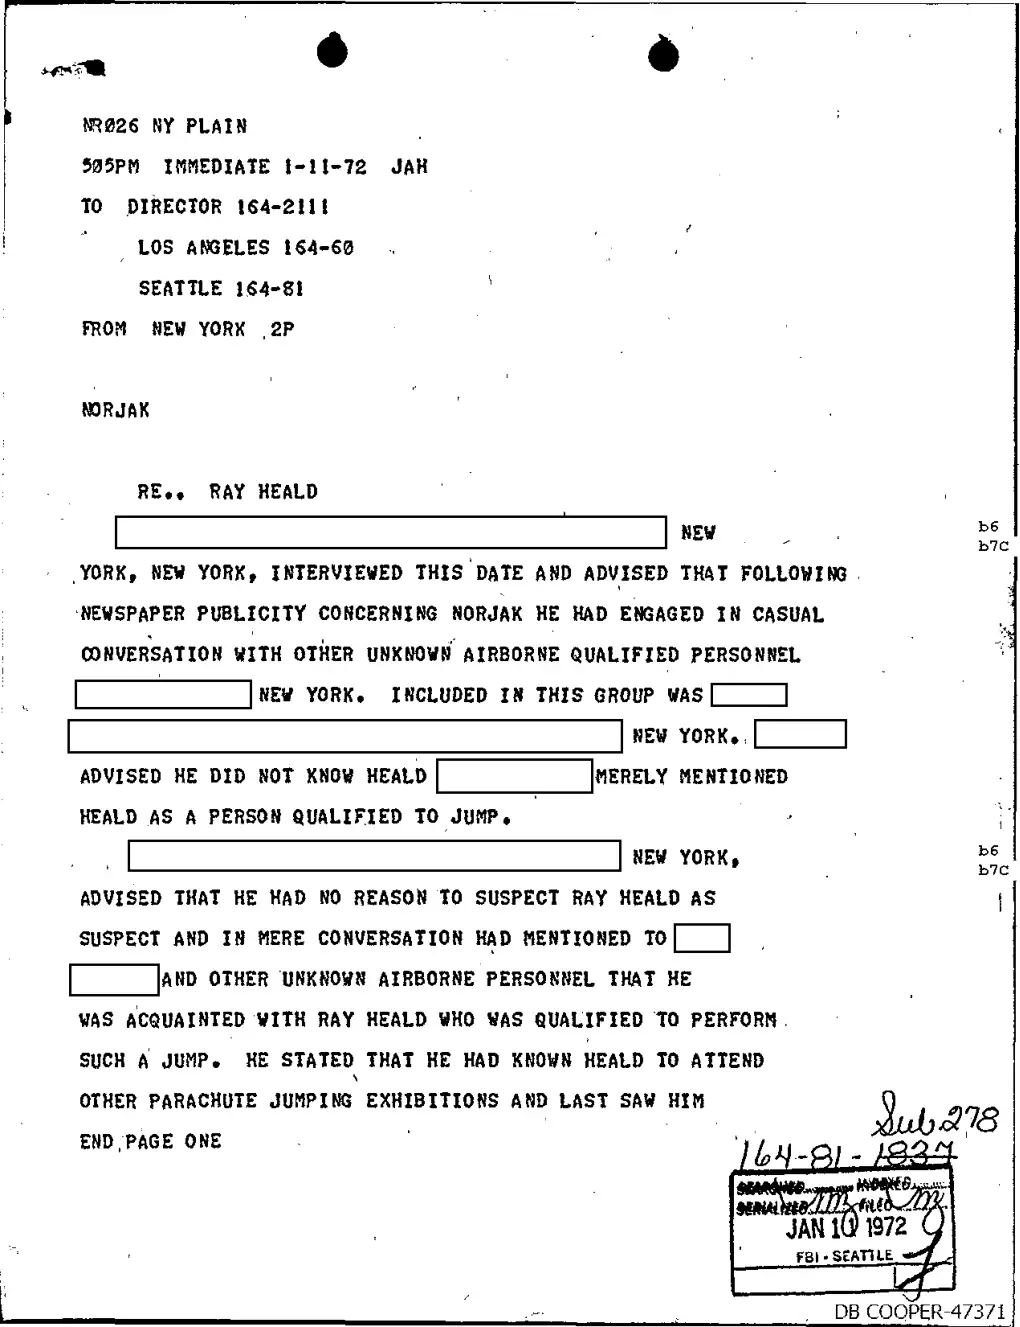 NR026 NY PLAIN
505PM IMMEDIATE 1-11-72 JAH
TO DIRECTOR 164-2111
LOS ANGELES 164-60
SEATTLE 164-81
FROM NEW YORK 2P
NORJAK
RE.. RAY HEALD
NEW b6
b7C
YORK, NEW YORK, INTERVIEWED THIS DATE AND ADVISED THAT FOLLOWING
NEWSPAPER PUBLICITY CONCERNING NORJAK HE HAD ENGAGED IN CASUAL
CONVERSATION WITH OTHER UNKNOWN AIRBORNE QUALIFIED PERSONNEL
NEW YORK. INCLUDED IN THIS GROUP WAS
NEW YORK.
ADVISED HE DID NOT KNOW HEALD MERELY MENTIONED
HEALD AS A PERSON QUALIFIED TO JUMP.
NEW YORK, b6
b7C
ADVISED THAT HE HAD NO REASON TO SUSPECT RAY HEALD AS
SUSPECT AND IN MERE CONVERSATION HAD MENTIONED TO
AND OTHER UNKNOWN AIRBORNE PERSONNEL THAT HE
WAS ACQUAINTED WITH RAY HEALD WHO WAS QUALIFIED TO PERFORM
SUCH A JUMP. HE STATED THAT HE HAD KNOWN HEALD TO ATTEND
OTHER PARACHUTE JUMPING EXHIBITIONS AND LAST SAW HIM
END PAGE ONE
Sub 278
164-81-1837
SEARCHED INDEXED
SERIALIZED FILED
JAN 1972
FBI - SEATTLE
DB COOPER-47371